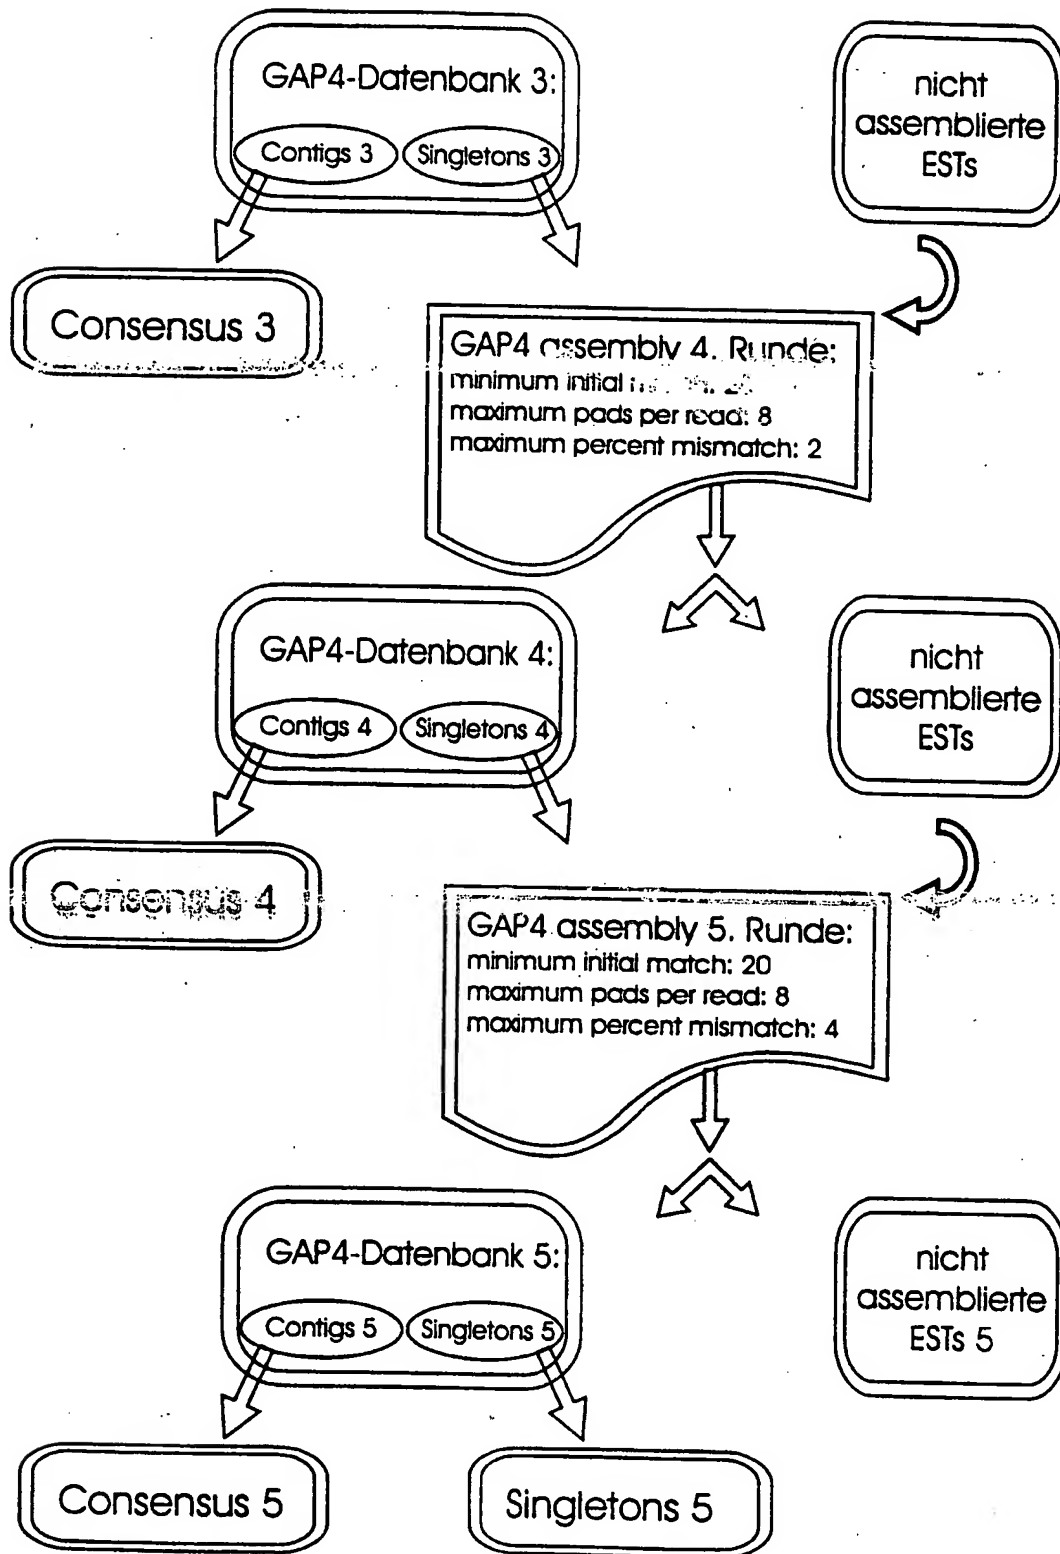 GAP4-Datenbank 3:
Contigs 3
Singletons 3
nicht
assemblierte
ESTs
Consensus 3
GAP4 assembly 4. Runde:
minimum initial
maximum pads per read: 8
maximum percent mismatch: 2
GAP4-Datenbank 4:
Contigs 4
Singletons 4
nicht
assemblierte
ESTs
Consensus 4
GAP4 assembly 5. Runde:
minimum initial match: 20
maximum pads per read: 8
maximum percent mismatch: 4
GAP4-Datenbank 5:
Contigs 5
Singletons 5
nicht
assemblierte
ESTs 5
Consensus 5
Singletons 5